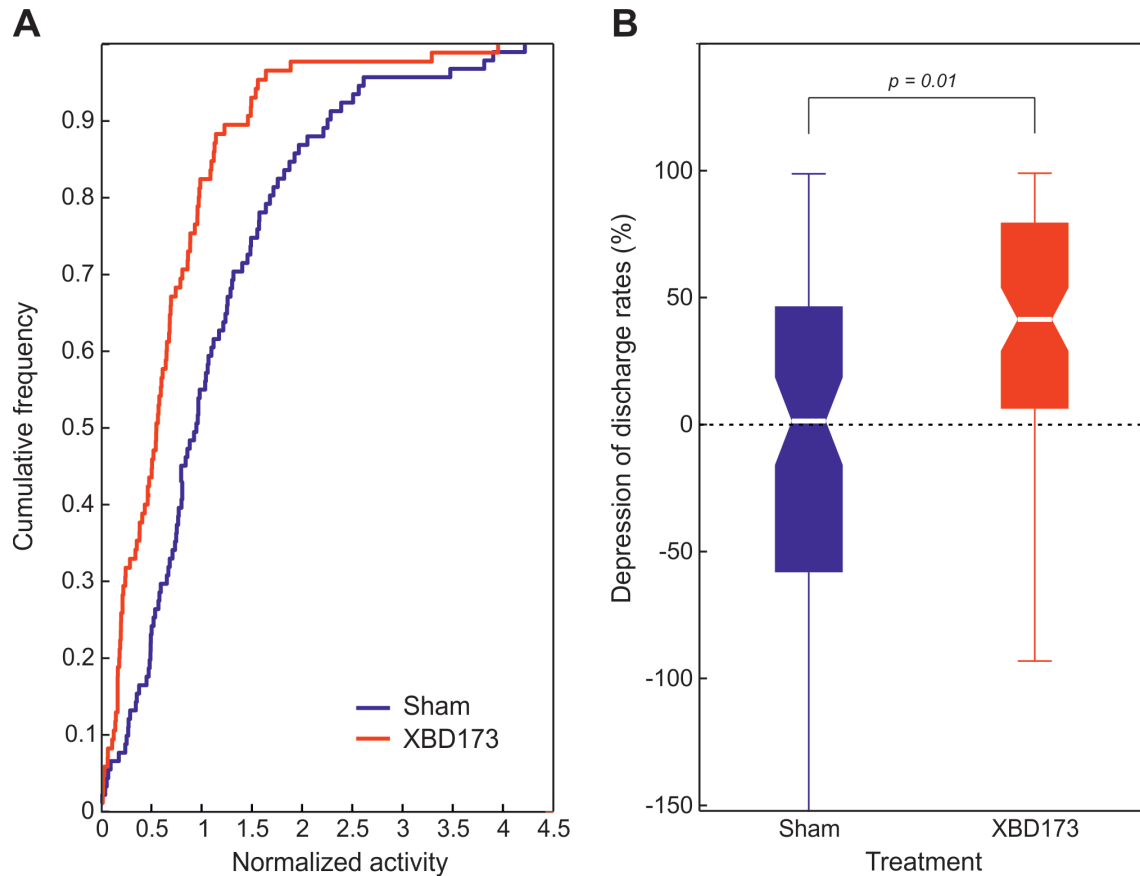 A
Cumulative frequency
0.9
0.8
0.7
0.6
0.5
0.4
0.3
0.2
0.1
0
0 0.5 1 1.5 2 2.5 3 3.5 4 4.5
Normalized activity
Sham
XBD173
B
Depression of discharge rates (%)
100
50
0
-50
-100
-150
p = 0.01
Sham XBD173
Treatment